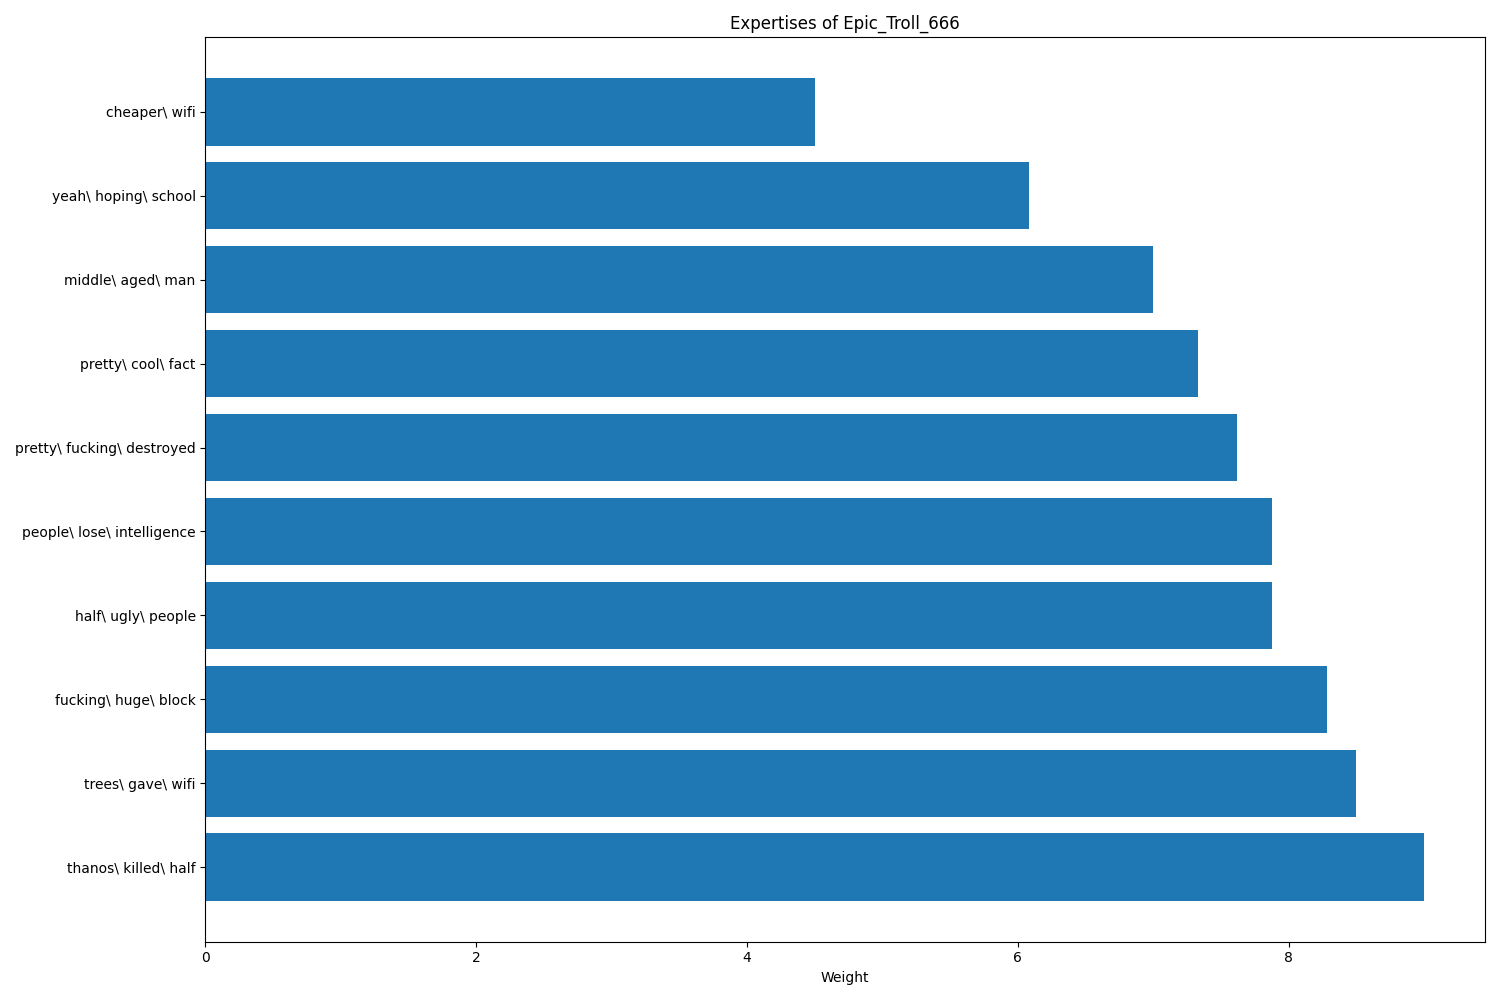 Expertises of Epic_Troll_666
cheaper\ wifi
yeah\ hoping\ school
middle\ aged\ man
pretty\ cool\ fact
pretty\ fucking\ destroyed
people\ lose\ intelligence
half\ ugly\ people
fucking\ huge\ block
trees\ gave\ wifi
thanos\ killed\ half
0 2 4 6 8
Weight